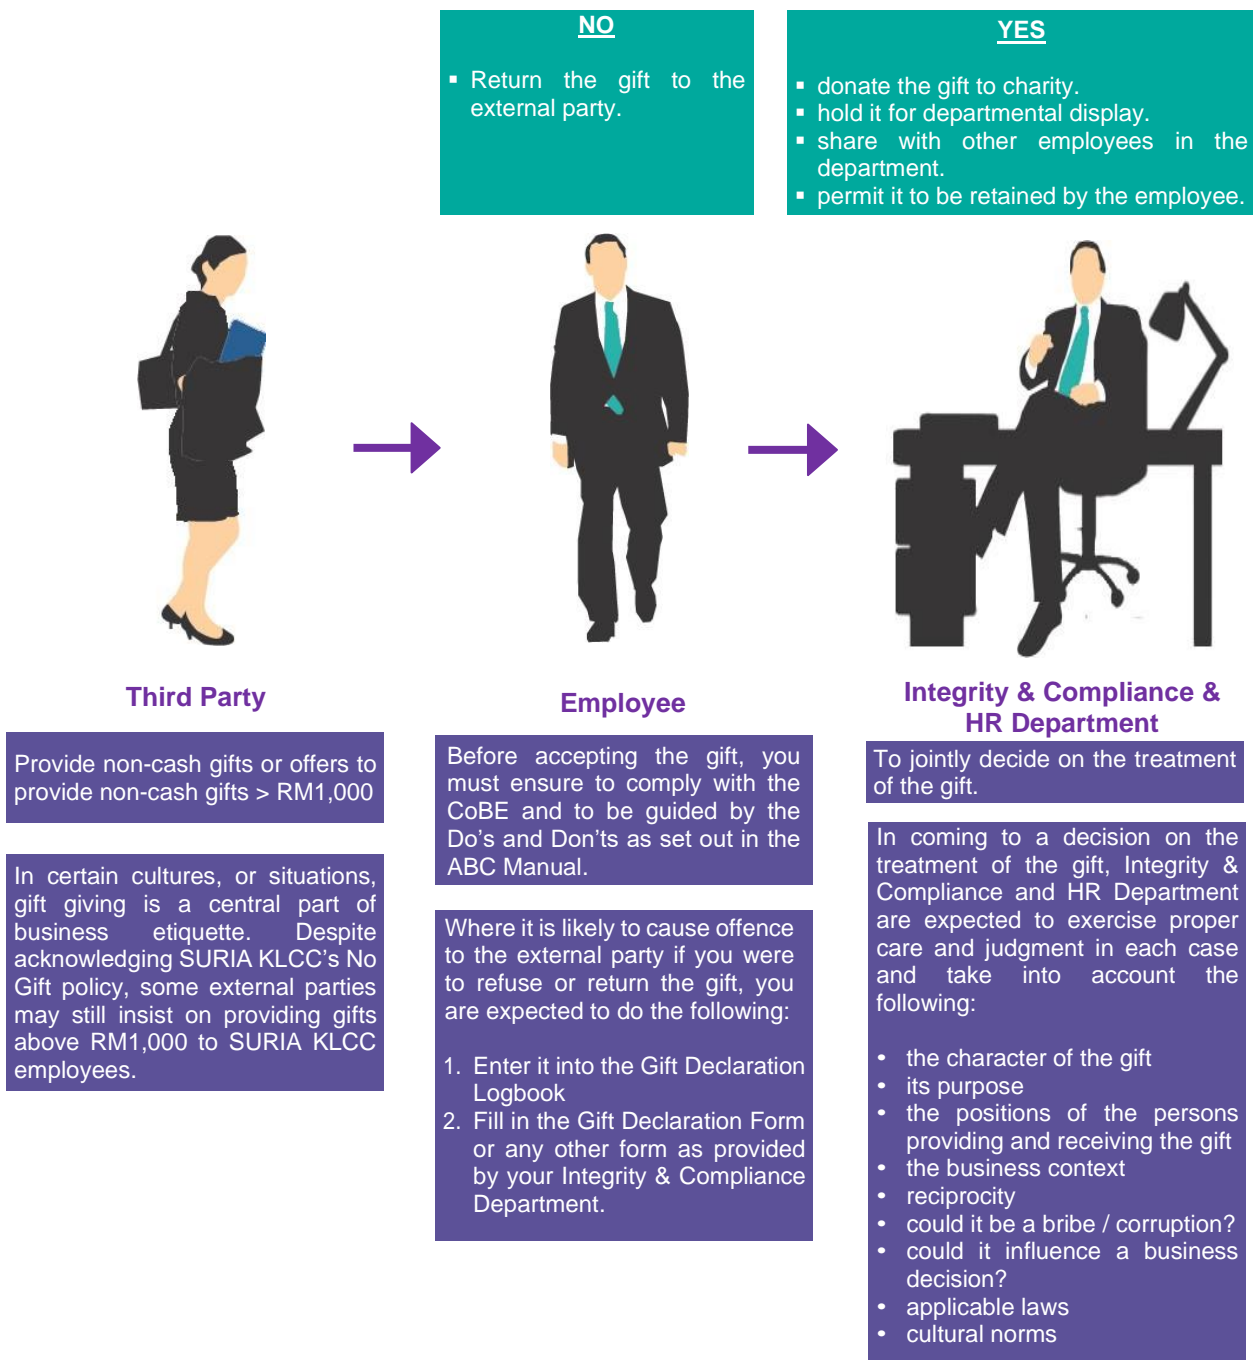 NO
▪ Return the gift to the
external party.
YES
▪ donate the gift to charity.
▪ hold it for departmental display.
▪ share with other employees in the
department.
▪ permit it to be retained by the employee.
Third Party
Provide non-cash gifts or offers to
provide non-cash gifts > RM1,000
In certain cultures, or situations,
gift giving is a central part of
business etiquette. Despite
acknowledging SURIA KLCC's No
Gift policy, some external parties
may still insist on providing gifts
above RM1,000 to SURIA KLCC
employees.
Employee
Before accepting the gift, you
must ensure to comply with the
CoBE and to be guided by the
Do's and Don'ts as set out in the
ABC Manual.
Where it is likely to cause offence
to the external party if you were
to refuse or return the gift, you
are expected to do the following:
1. Enter it into the Gift Declaration
Logbook
2. Fill in the Gift Declaration Form
or any other form as provided
by your Integrity & Compliance
Department.
Integrity & Compliance &
HR Department
To jointly decide on the treatment
of the gift.
In coming to a decision on the
treatment of the gift, Integrity &
Compliance and HR Department
are expected to exercise proper
care and judgment in each case
and take into account the
following:
• the character of the gift
• its purpose
• the positions of the persons
providing and receiving the gift
• the business context
• reciprocity
• could it be a bribe / corruption?
• could it influence a business
decision?
• applicable laws
• cultural norms